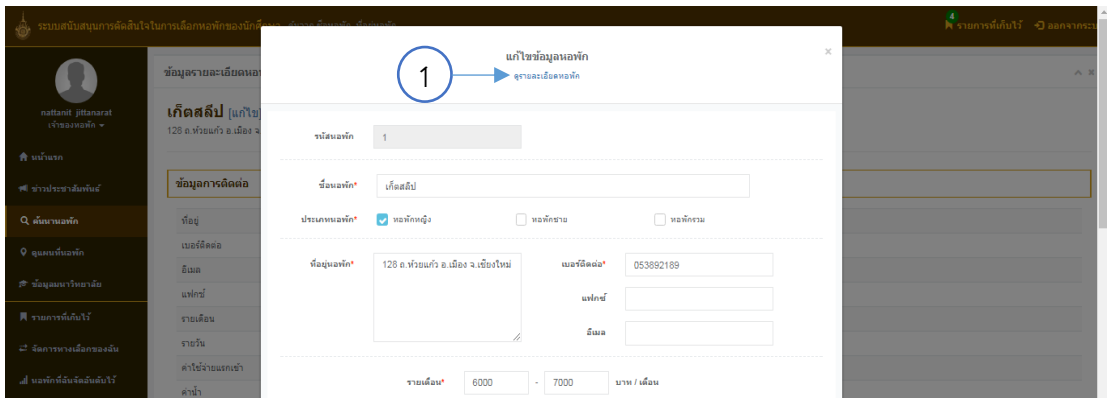 ระบบสนับสนุนการตัดสินใจในการเลือกหอพักของนักศึกษา
4
รายการที่เก็บไว้
ออกจากระบ
แก้ไขข้อมูลหอพัก
×
1
ดูรายละเอียดหอพัก
ข้อมูลรายละเอียดหอ
nattanit jittanarat
เจ้าของหอพัก
เก็ตสลีป [แก้ไข]
128 ถ.ห้วยแก้ว อ.เมือง จ.
รหัสหอพัก 1
หน้าแรก
ข่าวประชาสัมพันธ์
ข้อมูลการติดต่อ
ชื่อหอพัก* เก็ตสลีป
ค้นหาหอพัก
ที่อยู่
ประเภทหอพัก* หอพักหญิง หอพักชาย หอพักรวม
ดูแผนที่หอพัก
เบอร์ติดต่อ
ที่อยู่หอพัก* 128 ถ.ห้วยแก้ว อ.เมือง จ.เชียงใหม่ เบอร์ติดต่อ* 053892189
อีเมล
ข้อมูลมหาวิทยาลัย
แฟกซ์
แฟกซ์
รายการที่เก็บไว้
รายเดือน
อีเมล
จัดการทางเลือกของฉัน
รายวัน
ค่าใช้จ่ายแรกเข้า
หอพักที่ฉันจัดอันดับไว้
รายเดือน* 6000 - 7000 บาท / เดือน
ค่าน้ำ